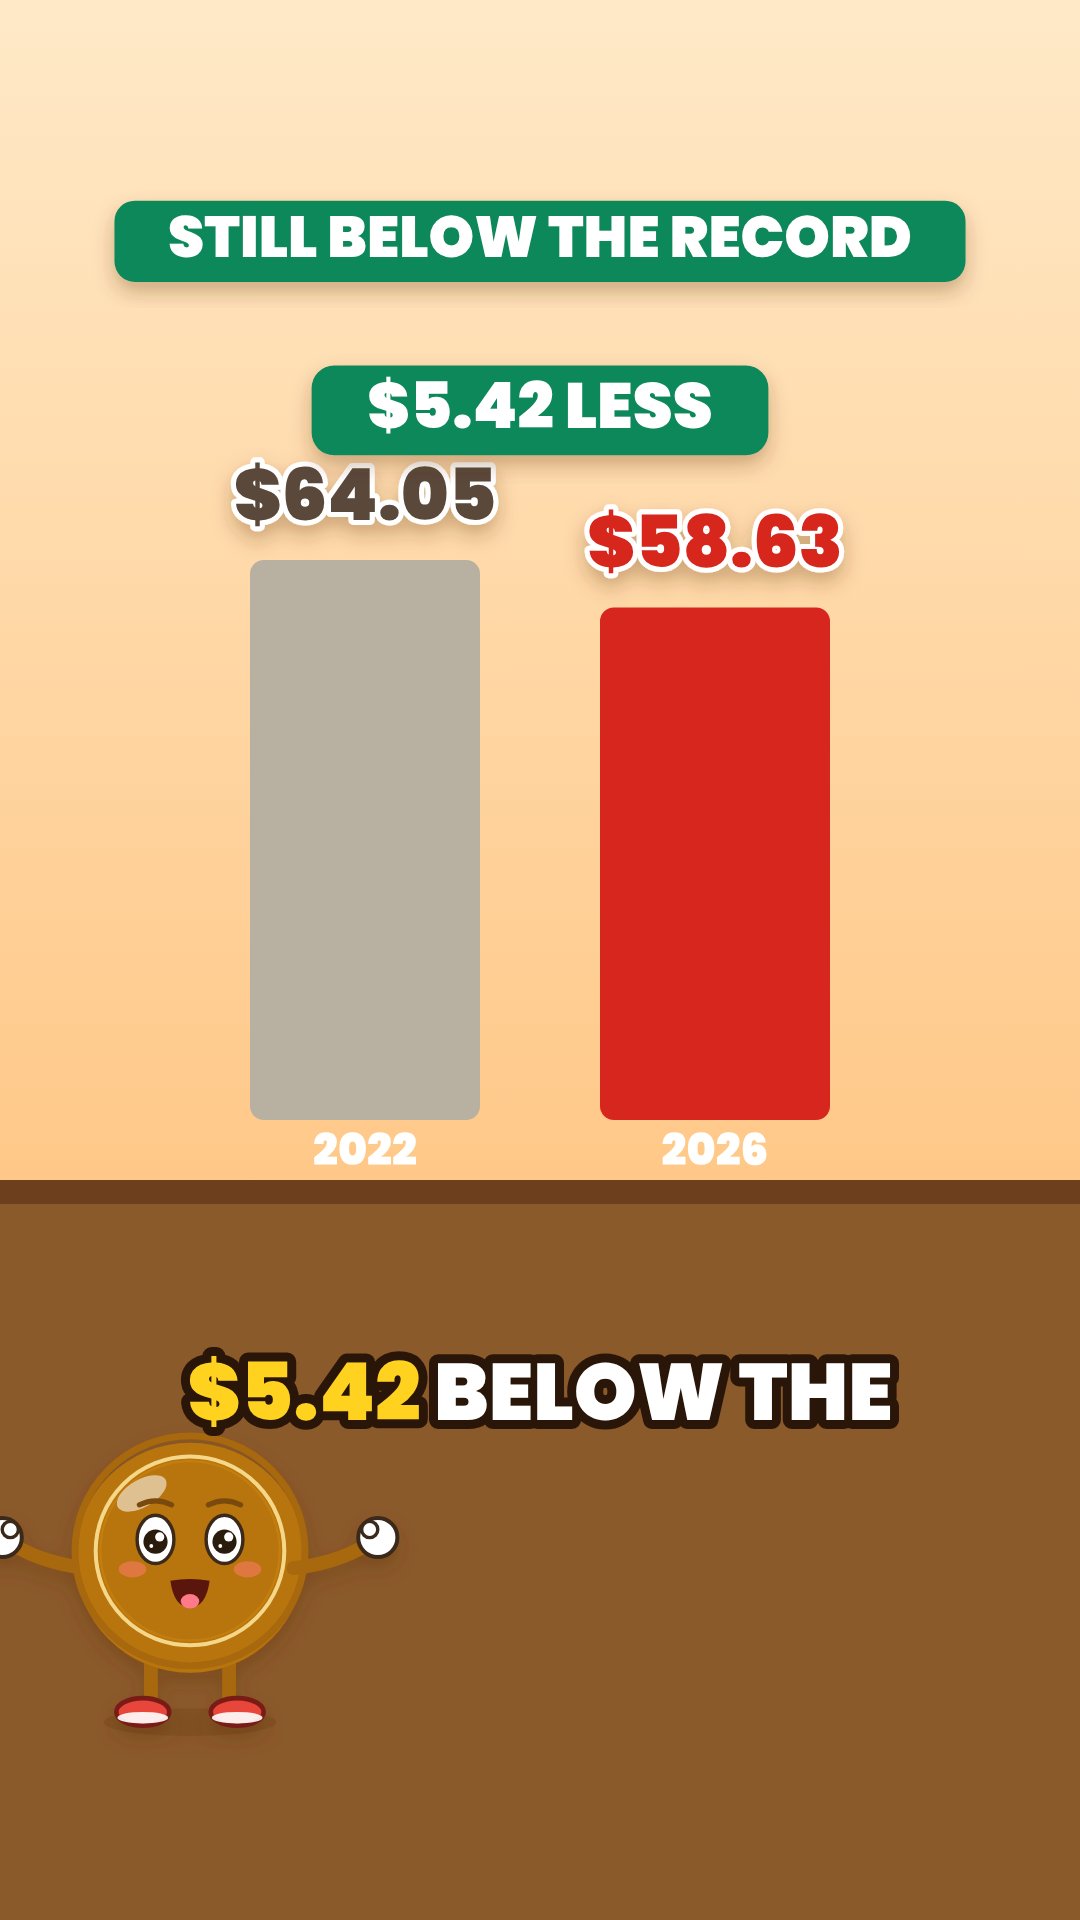 STILL BELOW THE RECORD
$5.42 LESS
$64.05
$58.63
2022
2026
$5.42 BELOW THE